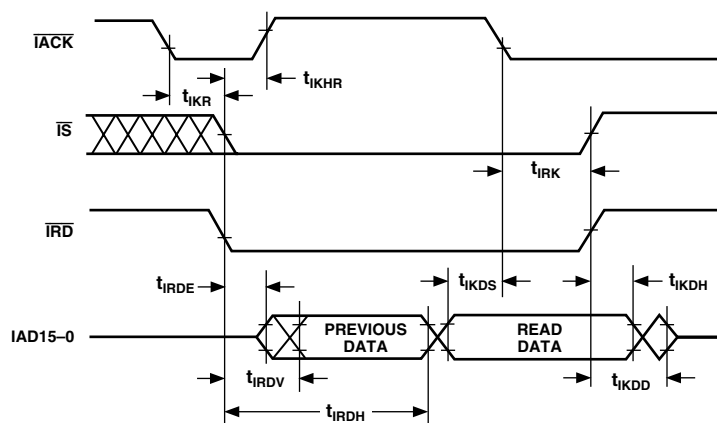 IACK
tIKHR
tIKR
IS
tIRK
IRD
tIRDE
tIKDS
tIKDH
IAD15–0
PREVIOUS
DATA
READ
DATA
tIRDV
tIKDD
tIRDH